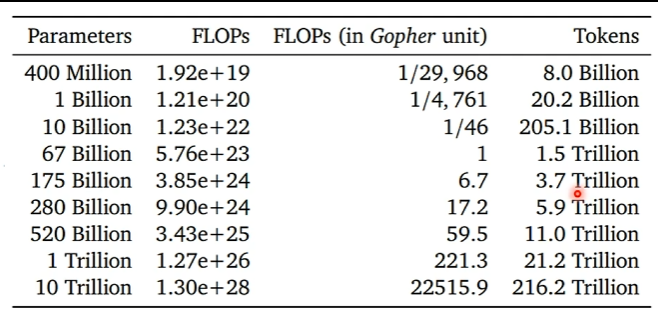 Parameters FLOPs FLOPs (in Gopher unit) Tokens
400 Million 1.92e+19 1/29,968 8.0 Billion
1 Billion 1.21e+20 1/4,761 20.2 Billion
10 Billion 1.23e+22 1/46 205.1 Billion
67 Billion 5.76e+23 1 1.5 Trillion
175 Billion 3.85e+24 6.7 3.7 Trillion
280 Billion 9.90e+24 17.2 5.9 Trillion
520 Billion 3.43e+25 59.5 11.0 Trillion
1 Trillion 1.27e+26 221.3 21.2 Trillion
10 Trillion 1.30e+28 22515.9 216.2 Trillion